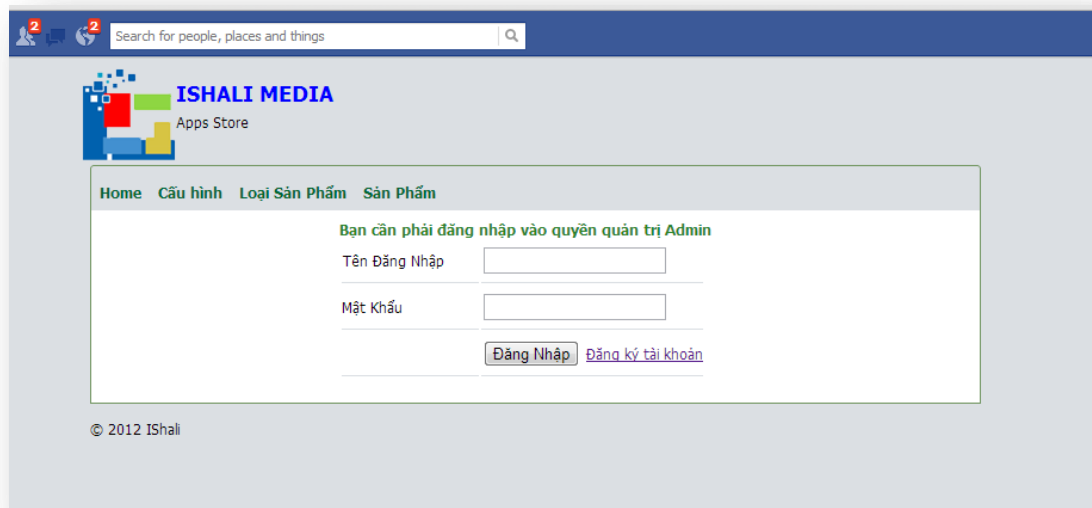 2 2
Search for people, places and things
ISHALI MEDIA
Apps Store
Home Cấu hình Loại Sản Phẩm Sản Phẩm
Bạn cần phải đăng nhập vào quyền quản trị Admin
Tên Đăng Nhập
Mật Khẩu
Đăng Nhập Đăng ký tài khoản
© 2012 IShali